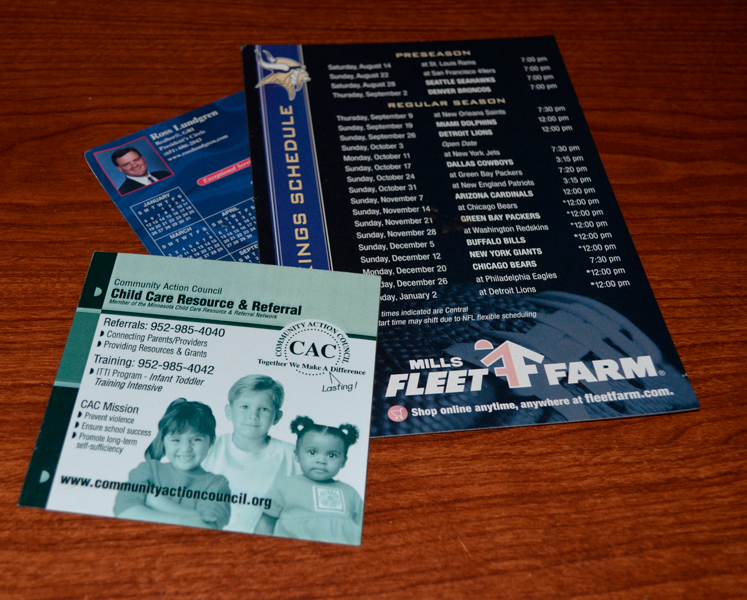 Ross Lundgren
Realtor®, GRI
President's Circle
(651) 686-2643
www.rosslundgren.com
JANUARY
S M T W T F S
APRIL
MARCH
KINGS SCHEDULE
PRESEASON
Saturday, August 14 at St. Louis Rams 7:00 pm
Sunday, August 22 at San Francisco 49ers 7:00 pm
Saturday, August 28 SEATTLE SEAHAWKS 7:00 pm
Thursday, September 2 DENVER BRONCOS 7:00 pm
REGULAR SEASON
Thursday, September 9 at New Orleans Saints 7:30 pm
Sunday, September 19 MIAMI DOLPHINS 12:00 pm
Sunday, September 26 DETROIT LIONS 12:00 pm
Sunday, October 3 Open Date
Monday, October 11 at New York Jets 7:30 pm
Sunday, October 17 DALLAS COWBOYS 3:15 pm
Sunday, October 24 at Green Bay Packers 7:20 pm
Sunday, October 31 at New England Patriots 3:15 pm
Sunday, November 7 ARIZONA CARDINALS 12:00 pm
Sunday, November 14 at Chicago Bears 12:00 pm
Sunday, November 21 GREEN BAY PACKERS *12:00 pm
Sunday, November 28 at Washington Redskins *12:00 pm
Sunday, December 5 BUFFALO BILLS *12:00 pm
Sunday, December 12 NEW YORK GIANTS *12:00 pm
Monday, December 20 CHICAGO BEARS 7:30 pm
Sunday, December 26 at Philadelphia Eagles *12:00 pm
nday, January 2 at Detroit Lions *12:00 pm
times indicated are Central
tart time may shift due to NFL flexible scheduling
MILLS
FLEET FARM®
Shop online anytime, anywhere at fleetfarm.com
Community Action Council
Child Care Resource & Referral
Member of the Minnesota Child Care Resource & Referral Network
Referrals: 952-985-4040
Connecting Parents/Providers
Providing Resources & Grants
Training: 952-985-4042
ITTI Program - Infant Toddler
Training Intensive
CAC Mission
Prevent violence
Ensure school success
Promote long-term
self-sufficiency
COMMUNITY ACTION COUNCIL
CAC
Together We Make A Difference
Lasting!
www.communityactioncouncil.org